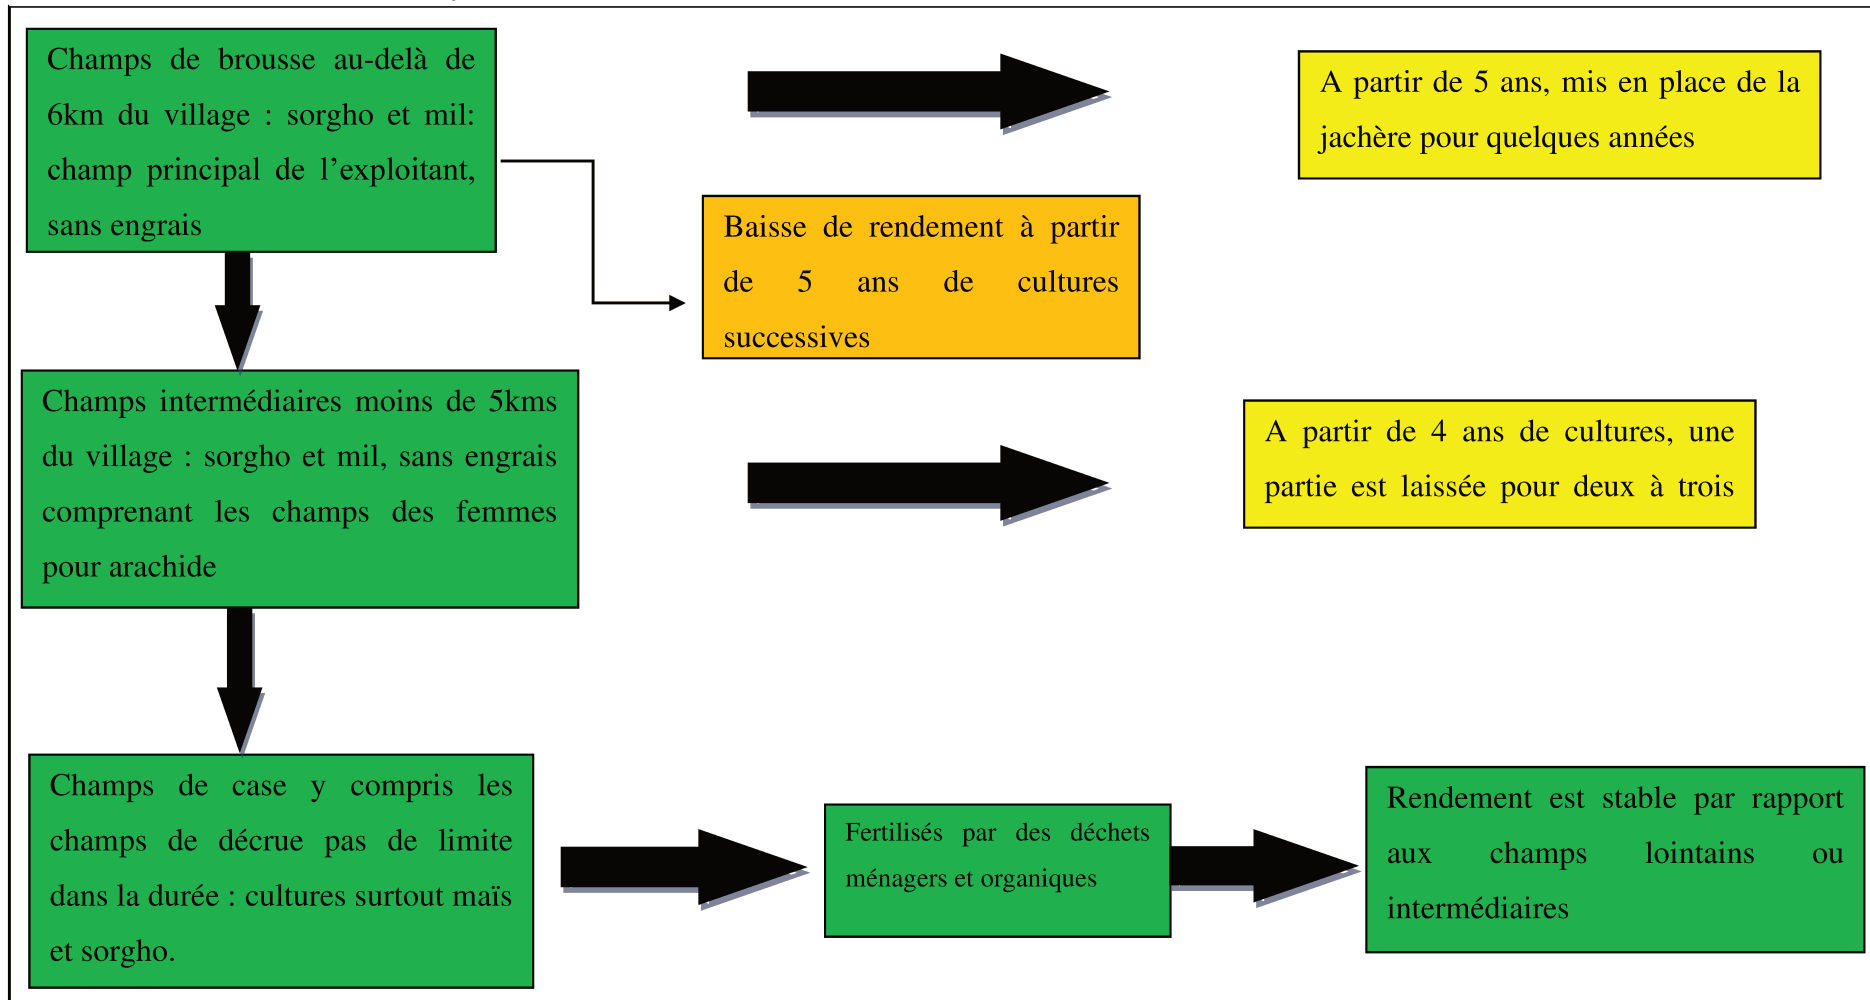 Champs de brousse au-delà de
6km du village : sorgho et mil:
champ principal de l’exploitant,
sans engrais
A partir de 5 ans, mis en place de la
jachère pour quelques années
Baisse de rendement à partir
de 5 ans de cultures
successives
Champs intermédiaires moins de 5kms
du village : sorgho et mil, sans engrais
comprenant les champs des femmes
pour arachide
A partir de 4 ans de cultures, une
partie est laissée pour deux à trois
Champs de case y compris les
champs de décrue pas de limite
dans la durée : cultures surtout maïs
et sorgho.
Fertilisés par des déchets
ménagers et organiques
Rendement est stable par rapport
aux champs lointains ou
intermédiaires